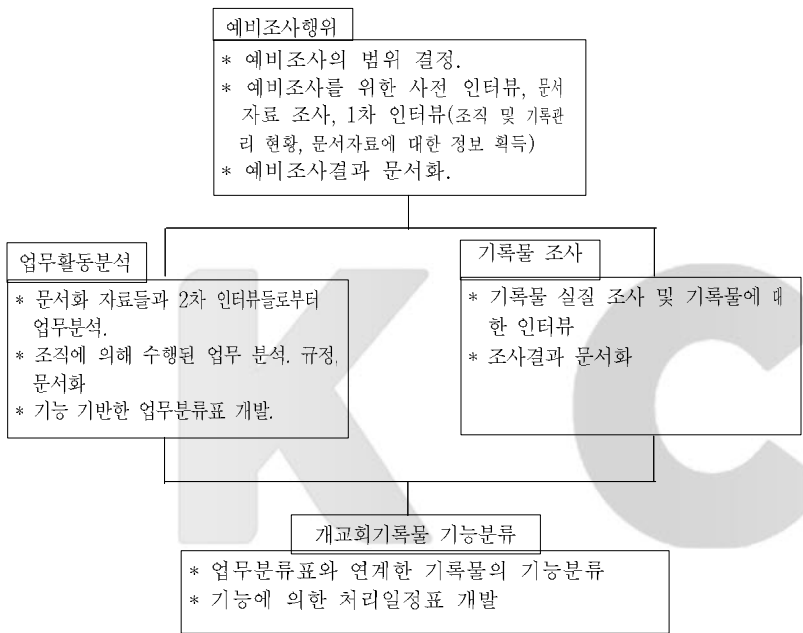 예비조사행위
* 예비조사의 범위 결정.
* 예비조사를 위한 사전 인터뷰, 문서
자료 조사, 1차 인터뷰(조직 및 기록관
리 현황, 문서자료에 대한 정보 획득)
* 예비조사결과 문서화.
업무활동분석
* 문서화 자료들과 2차 인터뷰들로부터
업무분석.
* 조직에 의해 수행된 업무 분석. 규정,
문서화
* 기능 기반한 업무분류표 개발.
기록물 조사
* 기록물 실질 조사 및 기록물에 대
한 인터뷰
* 조사결과 문서화
개교회기록물 기능분류
* 업무분류표와 연계한 기록물의 기능분류
* 기능에 의한 처리일정표 개발
K C